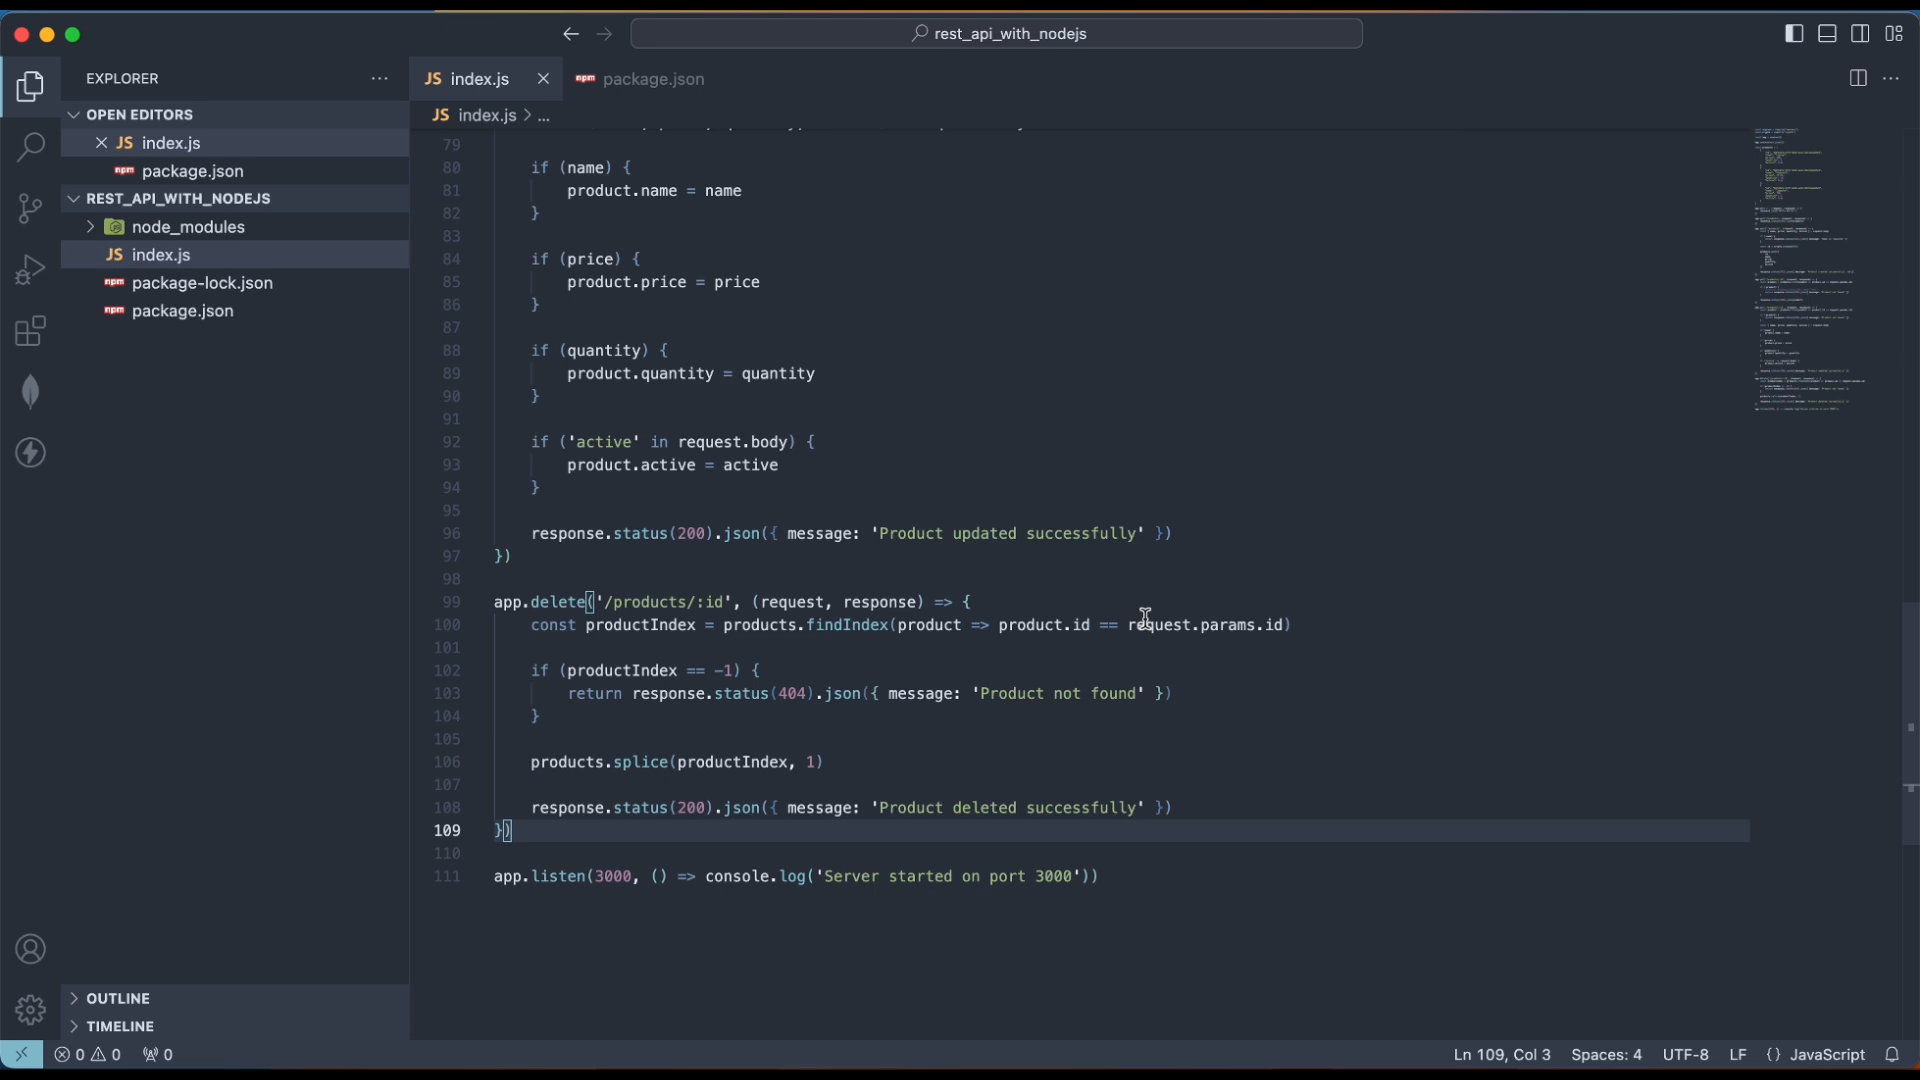 rest_api_with_nodejs
EXPLORER
JS index.js
npm package.json
OPEN EDITORS
JS index.js > ...
JS index.js
npm package.json
REST_API_WITH_NODEJS
node_modules
JS index.js
npm package-lock.json
npm package.json
79
80 if (name) {
81 product.name = name
82 }
83
84 if (price) {
85 product.price = price
86 }
87
88 if (quantity) {
89 product.quantity = quantity
90 }
91
92 if ('active' in request.body) {
93 product.active = active
94 }
95
96 response.status(200).json({ message: 'Product updated successfully' })
97 })
98
99 app.delete('/products/:id', (request, response) => {
100 const productIndex = products.findIndex(product => product.id == request.params.id)
101
102 if (productIndex == -1) {
103 return response.status(404).json({ message: 'Product not found' })
104 }
105
106 products.splice(productIndex, 1)
107
108 response.status(200).json({ message: 'Product deleted successfully' })
109 })
110
111 app.listen(3000, () => console.log('Server started on port 3000'))
OUTLINE
TIMELINE
0 0 0 Ln 109, Col 3 Spaces: 4 UTF-8 LF {} JavaScript